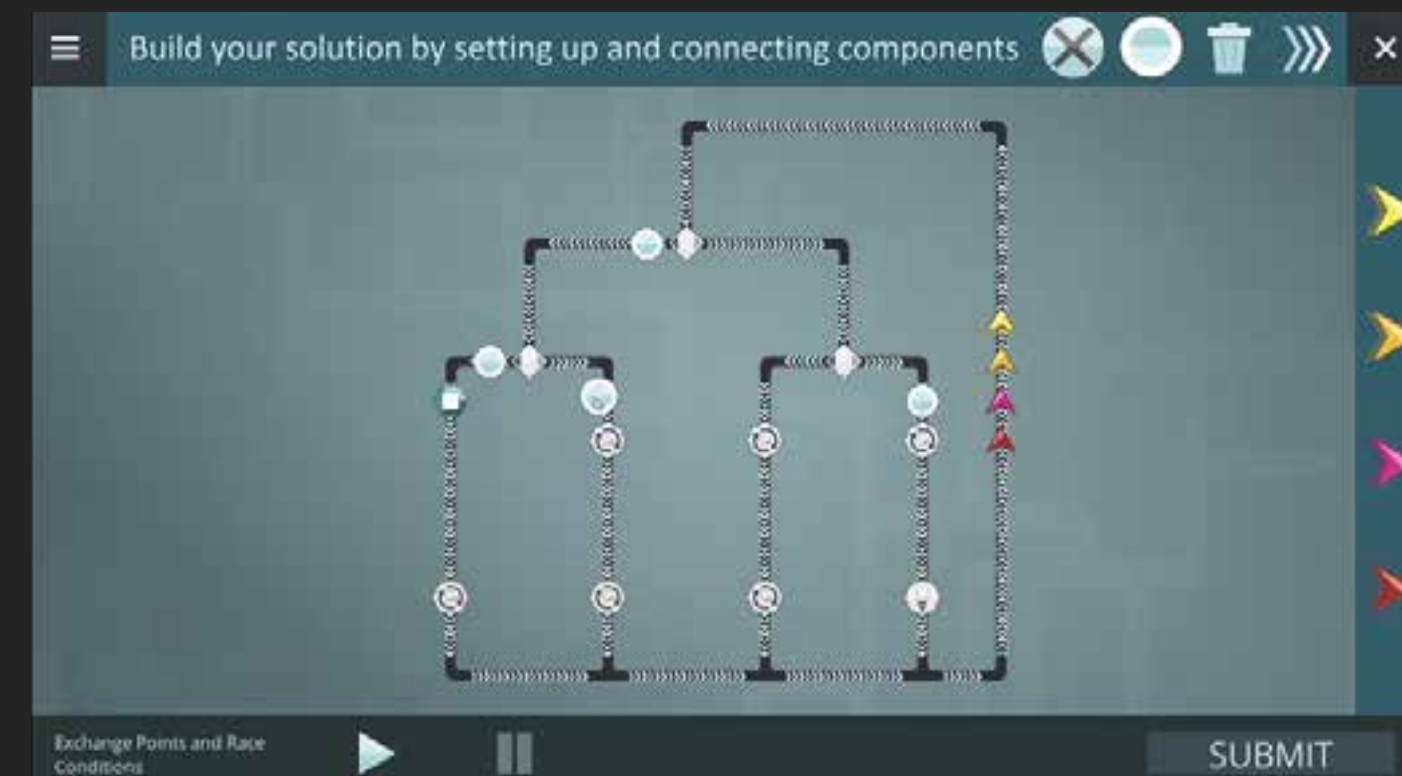 Build your solution by setting up and connecting components
Exchange Points and Race
Conditions
SUBMIT